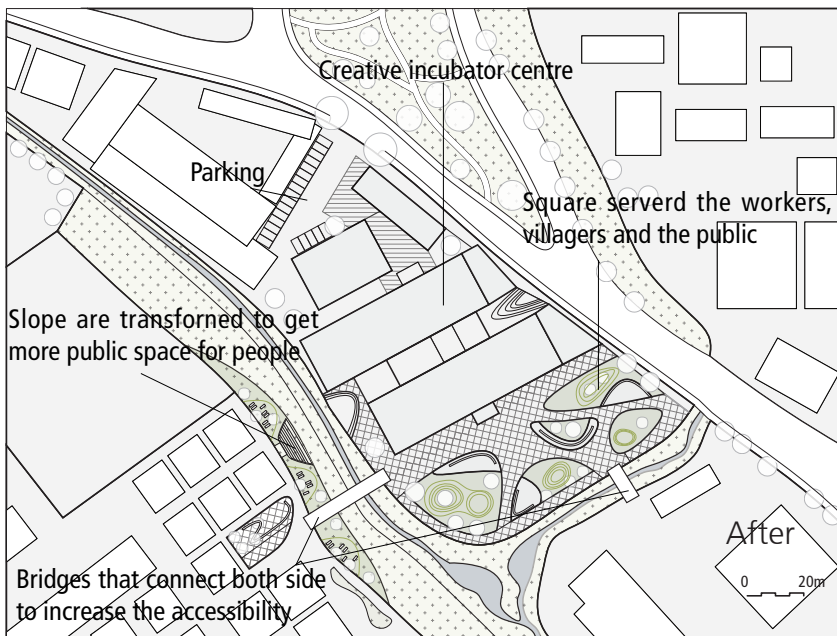 Creative incubator centre
Parking
Square serverd the workers,
villagers and the public
Slope are transforned to get
more public space for people
Bridges that connect both side
to increase the accessibility
After
0 20m